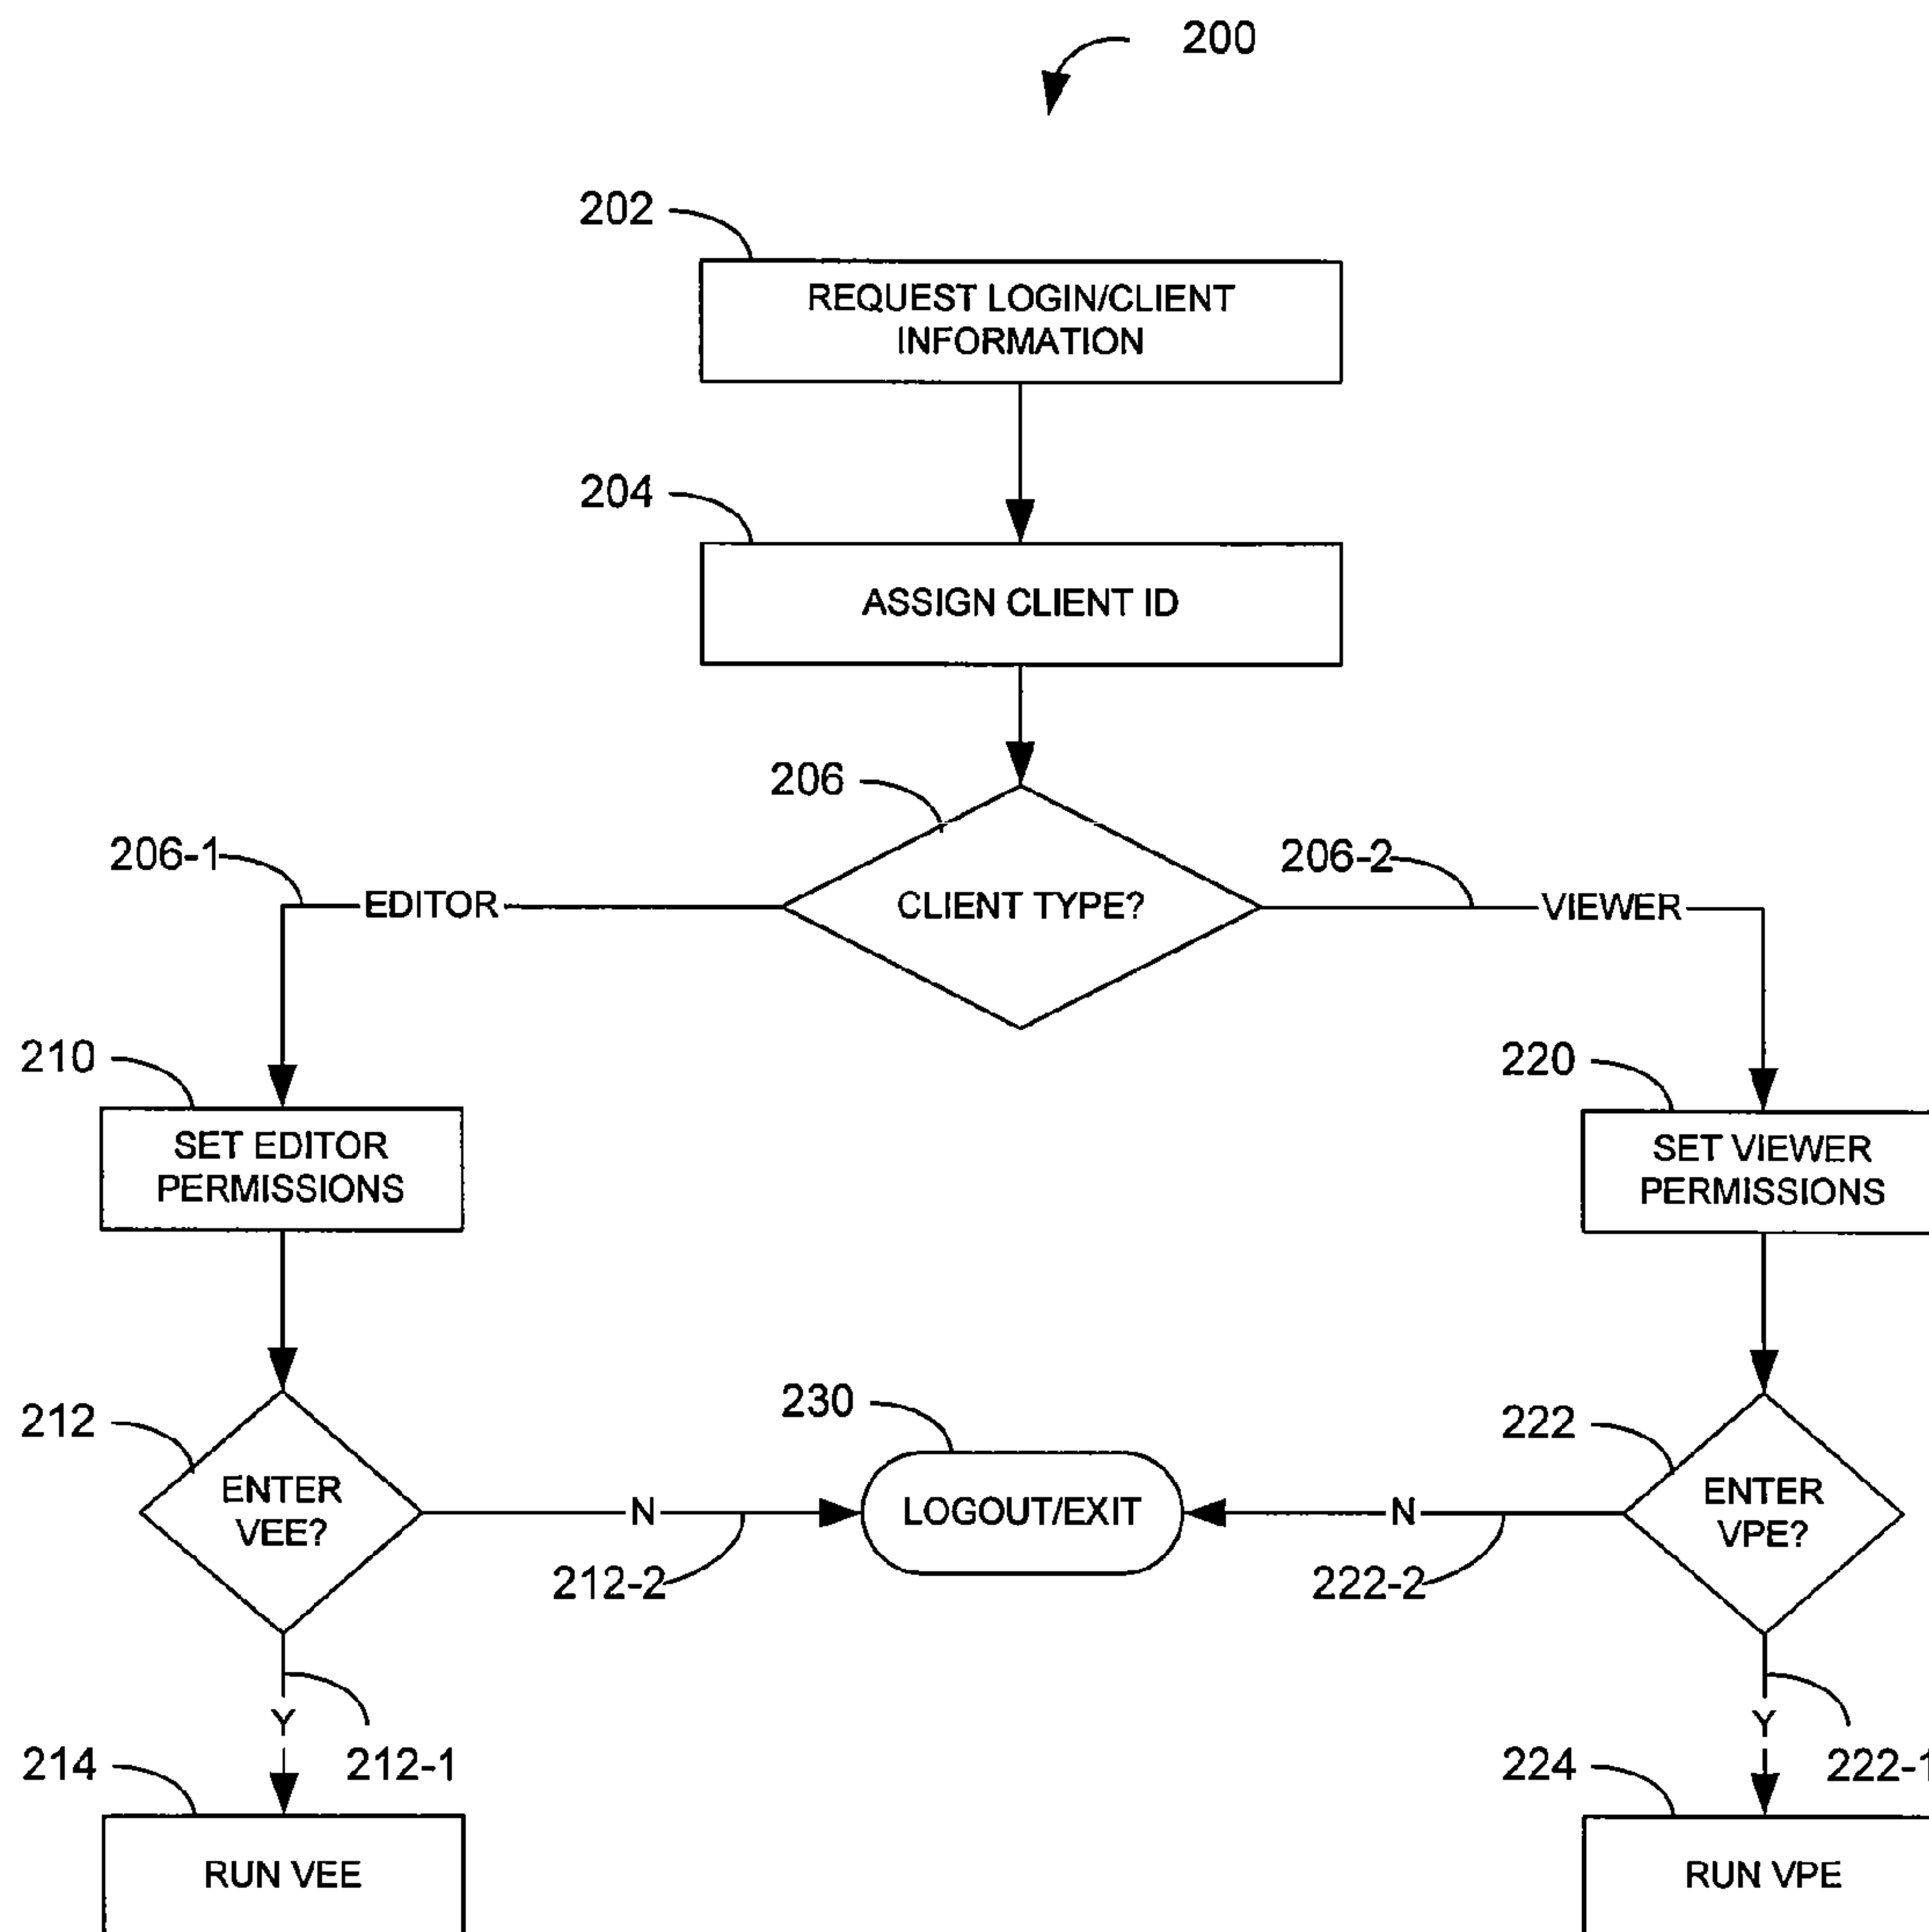 200
202
REQUEST LOGIN/CLIENT
INFORMATION
204
ASSIGN CLIENT ID
206
206-1
206-2
EDITOR
CLIENT TYPE?
VIEWER
210
220
SET EDITOR
PERMISSIONS
SET VIEWER
PERMISSIONS
212
230
222
ENTER
VEE?
N
LOGOUT/EXIT
N
ENTER
VPE?
212-2
222-2
Y
Y
214
212-1
224
222-1
RUN VEE
RUN VPE